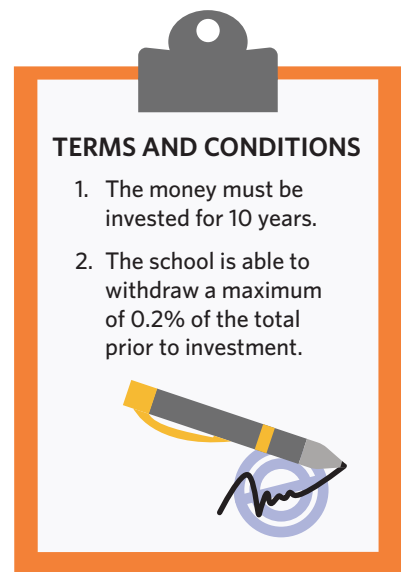 TERMS AND CONDITIONS
1. The money must be
invested for 10 years.
2. The school is able to
withdraw a maximum
of 0.2% of the total
prior to investment.